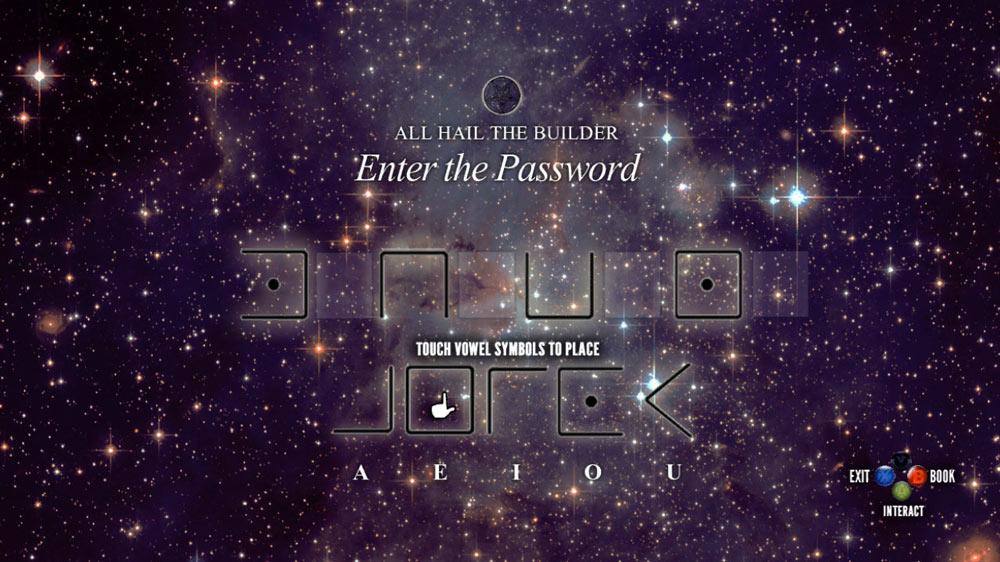 ALL HAIL THE BUILDER
Enter the Password
TOUCH VOWEL SYMBOLS TO PLACE
A E I O U
EXIT X B BOOK
INTERACT